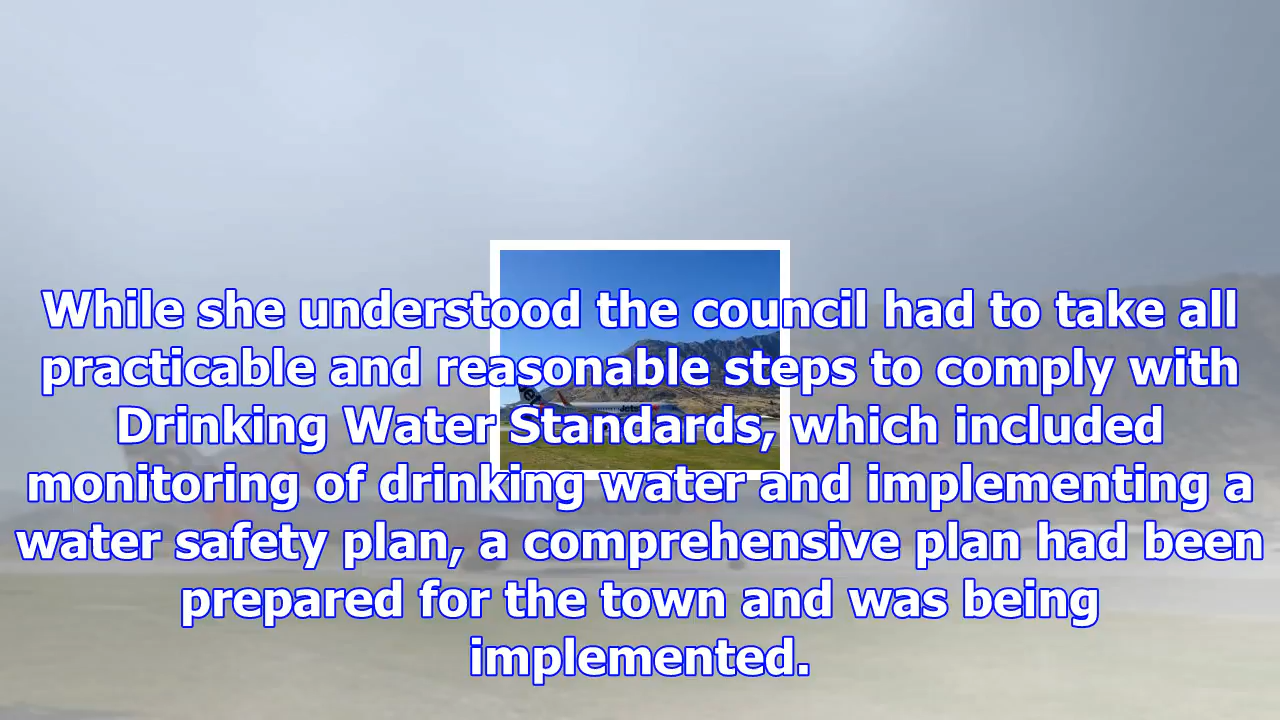 While she understood the council had to take all
practicable and reasonable steps to comply with
Drinking Water Standards, which included
monitoring of drinking water and implementing a
water safety plan, a comprehensive plan had been
prepared for the town and was being
implemented.